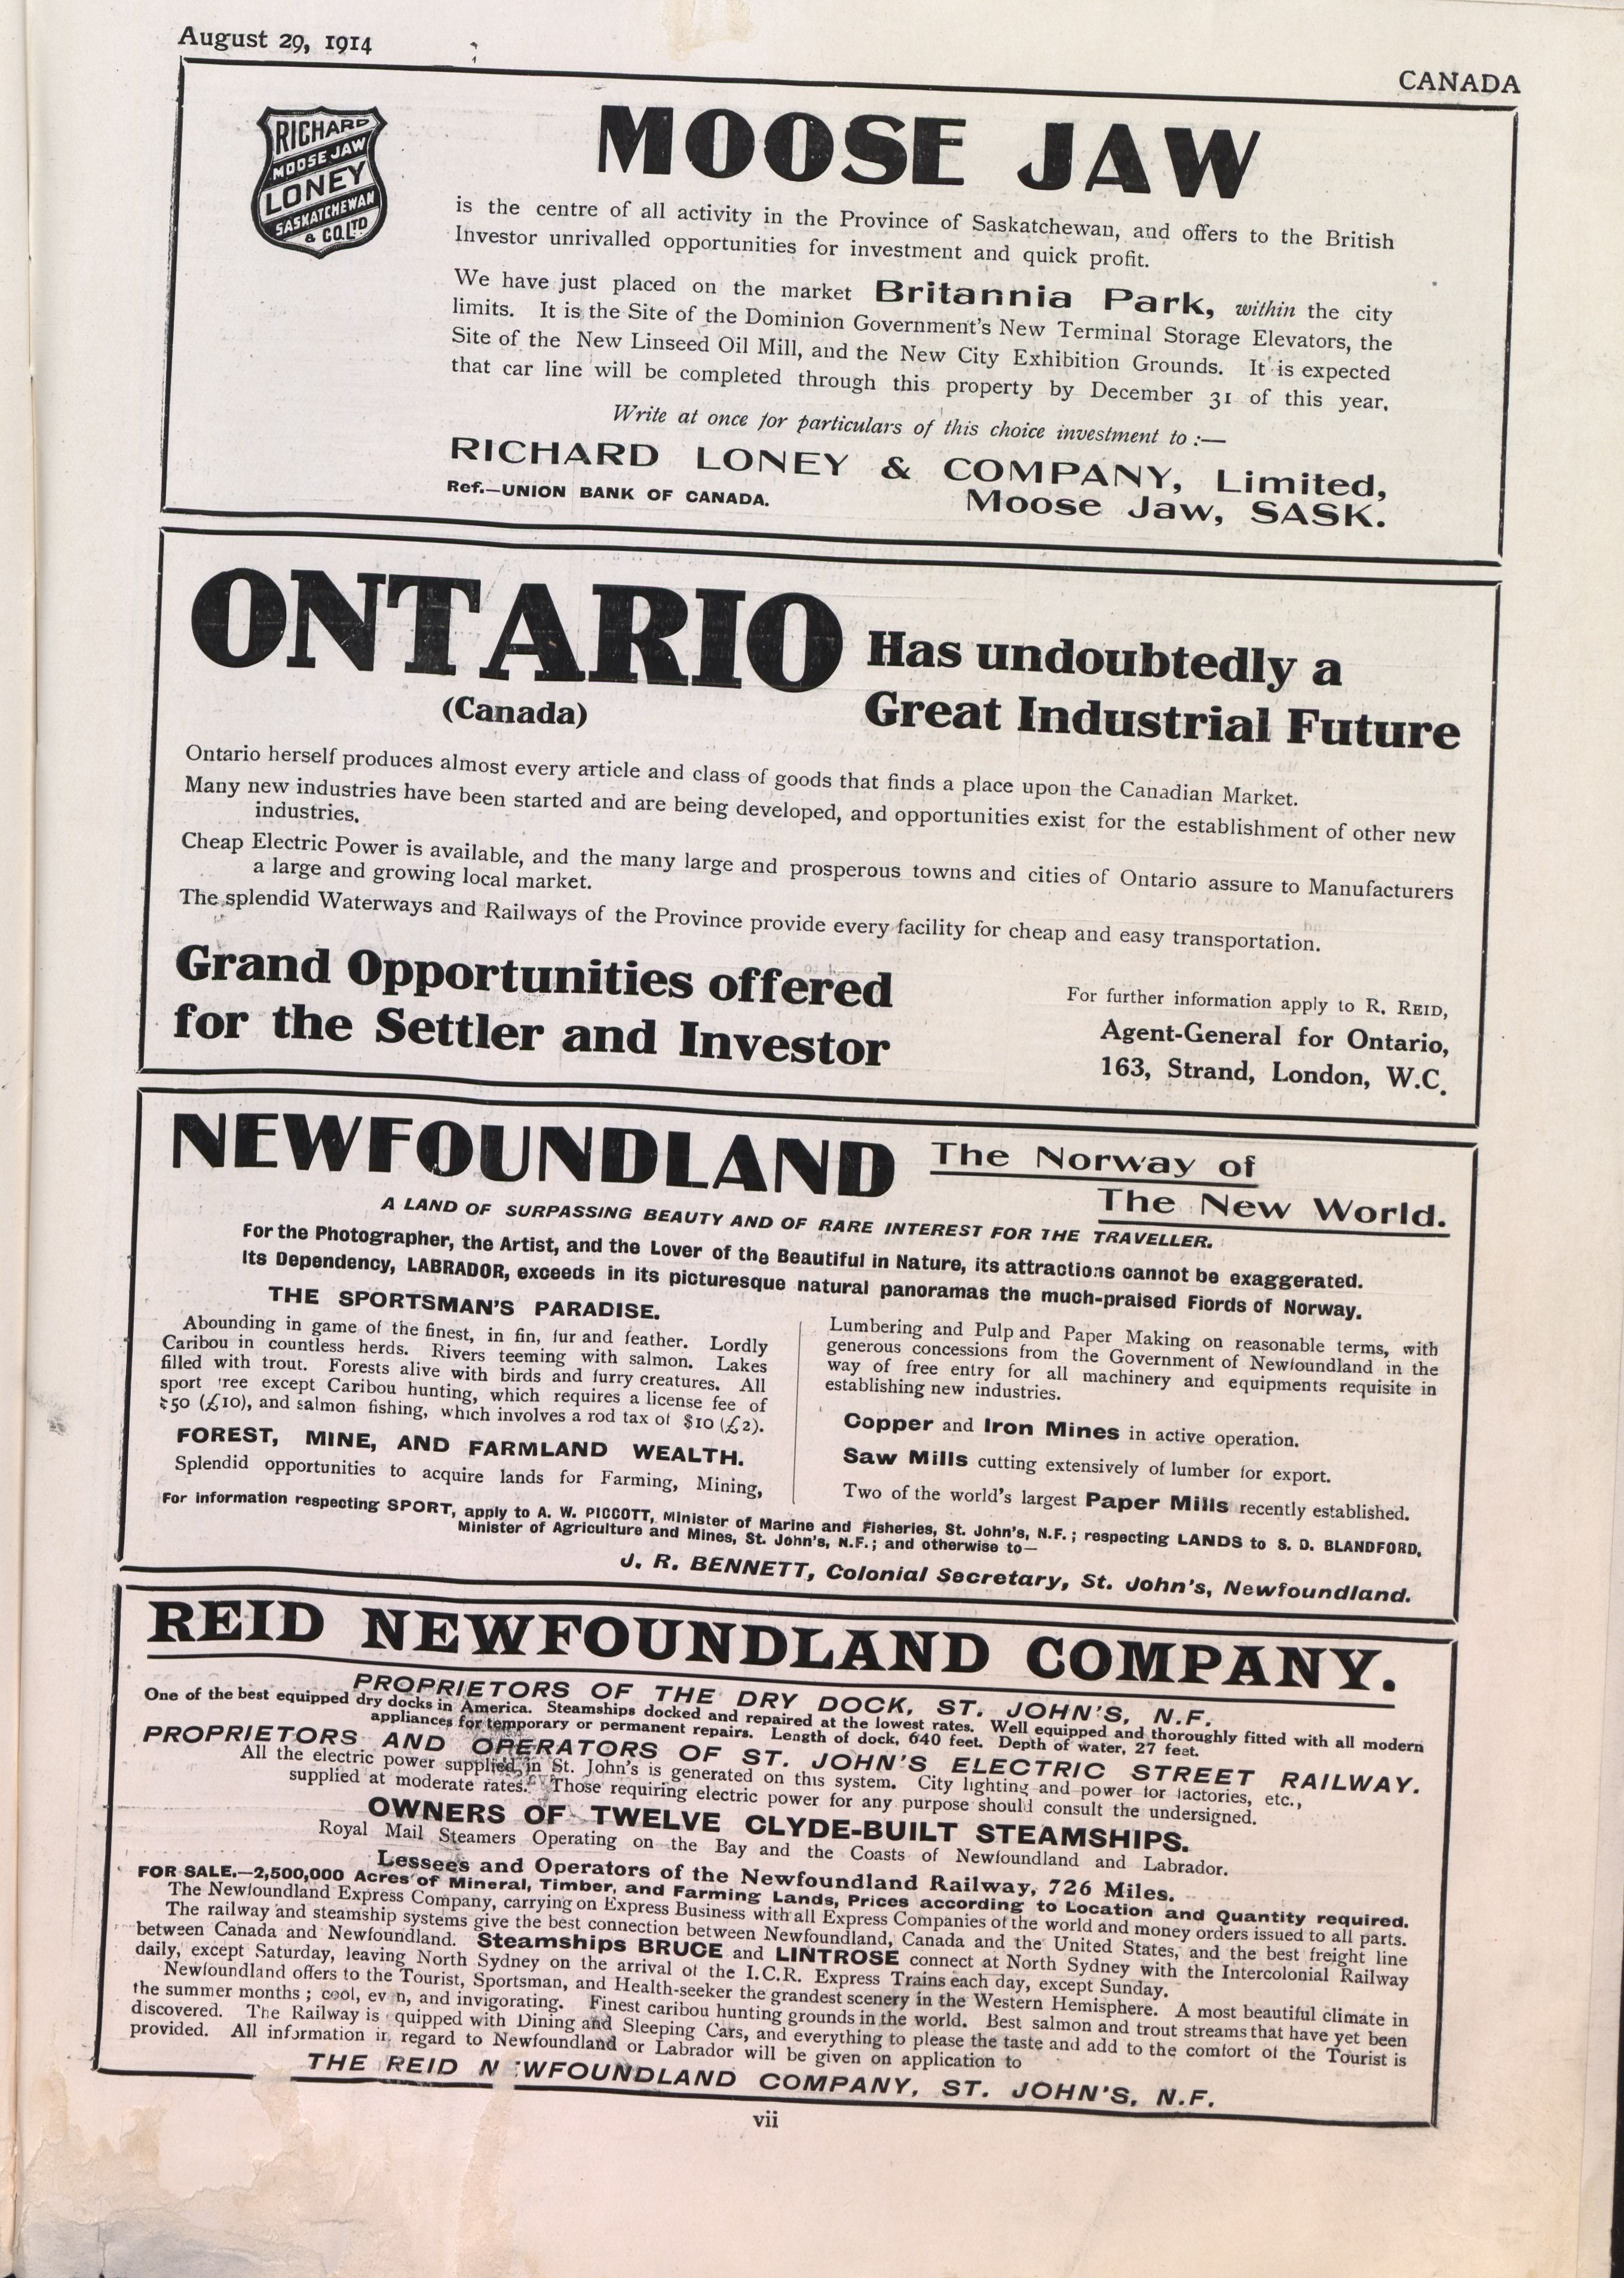 August 29, 1914
CANADA
RICHARD
MOOSE JAW
LONEY
SASKATCHEWAN
& CO. LTD
MOOSE JAW
is the centre of all activity in the Province of Saskatchewan, and offers to the British
Investor unrivalled opportunities for investment and quick profit.
We have just placed on the market Britannia Park, within the city
limits. It is the Site of the Dominion Government's New Terminal Storage Elevators, the
Site of the New Linseed Oil Mill, and the New City Exhibition Grounds. It is expected
that car line will be completed through this property by December 31 of this year.
Write at once for particulars of this choice investment to :—
RICHARD LONEY & COMPANY, Limited,
Ref.—UNION BANK OF CANADA.
Moose Jaw, SASK.
ONTARIO
(Canada)
Has undoubtedly a
Great Industrial Future
Ontario herself produces almost every article and class of goods that finds a place upon the Canadian Market.
Many new industries have been started and are being developed, and opportunities exist for the establishment of other new
industries.
Cheap Electric Power is available, and the many large and prosperous towns and cities of Ontario assure to Manufacturers
a large and growing local market.
The splendid Waterways and Railways of the Province provide every facility for cheap and easy transportation.
Grand Opportunities offered
for the Settler and Investor
For further information apply to R. REID,
Agent-General for Ontario,
163, Strand, London, W.C.
NEWFOUNDLAND
The Norway of
The New World.
A LAND OF SURPASSING BEAUTY AND OF RARE INTEREST FOR THE TRAVELLER.
For the Photographer, the Artist, and the Lover of the Beautiful in Nature, its attractions cannot be exaggerated.
Its Dependency, LABRADOR, exceeds in its picturesque natural panoramas the much-praised Fiords of Norway.
THE SPORTSMAN'S PARADISE.
Abounding in game of the finest, in fin, fur and feather. Lordly
Caribou in countless herds. Rivers teeming with salmon. Lakes
filled with trout. Forests alive with birds and furry creatures. All
sport free except Caribou hunting, which requires a license fee of
$50 (£10), and salmon fishing, which involves a rod tax of $10 (£2).
FOREST, MINE, AND FARMLAND WEALTH.
Splendid opportunities to acquire lands for Farming, Mining,
Lumbering and Pulp and Paper Making on reasonable terms, with
generous concessions from the Government of Newfoundland in the
way of free entry for all machinery and equipments requisite in
establishing new industries.
Copper and Iron Mines in active operation.
Saw Mills cutting extensively of lumber for export.
Two of the world's largest Paper Mills recently established.
For information respecting SPORT, apply to A. W. PICCOTT, Minister of Marine and Fisheries, St. John's, N.F.; respecting LANDS to S. D. BLANDFORD,
Minister of Agriculture and Mines, St. John's, N.F.; and otherwise to—
J. R. BENNETT, Colonial Secretary, St. John's, Newfoundland.
REID NEWFOUNDLAND COMPANY.
PROPRIETORS OF THE DRY DOCK, ST. JOHN'S, N.F.
One of the best equipped dry docks in America. Steamships docked and repaired at the lowest rates. Well equipped and thoroughly fitted with all modern
appliances for temporary or permanent repairs. Length of dock, 640 feet. Depth of water, 27 feet.
PROPRIETORS AND OPERATORS OF ST. JOHN'S ELECTRIC STREET RAILWAY.
All the electric power supplied in St. John's is generated on this system. City lighting and power for factories, etc.,
supplied at moderate rates. Those requiring electric power for any purpose should consult the undersigned.
OWNERS OF TWELVE CLYDE-BUILT STEAMSHIPS.
Royal Mail Steamers Operating on the Bay and the Coasts of Newfoundland and Labrador.
Lessees and Operators of the Newfoundland Railway, 726 Miles.
FOR SALE.—2,500,000 Acres of Mineral, Timber, and Farming Lands, Prices according to Location and Quantity required.
The Newfoundland Express Company, carrying on Express Business with all Express Companies of the world and money orders issued to all parts.
The railway and steamship systems give the best connection between Newfoundland, Canada and the United States, and the best freight line
between Canada and Newfoundland. Steamships BRUCE and LINTROSE connect at North Sydney with the Intercolonial Railway
daily, except Saturday, leaving North Sydney on the arrival of the I.C.R. Express Trains each day, except Sunday.
Newfoundland offers to the Tourist, Sportsman, and Health-seeker the grandest scenery in the Western Hemisphere. A most beautiful climate in
the summer months; cool, even, and invigorating. Finest caribou hunting grounds in the world. Best salmon and trout streams that have yet been
discovered. The Railway is equipped with Dining and Sleeping Cars, and everything to please the taste and add to the comfort of the Tourist is
provided. All information in regard to Newfoundland or Labrador will be given on application to
THE REID NEWFOUNDLAND COMPANY, ST. JOHN'S, N.F.
vii